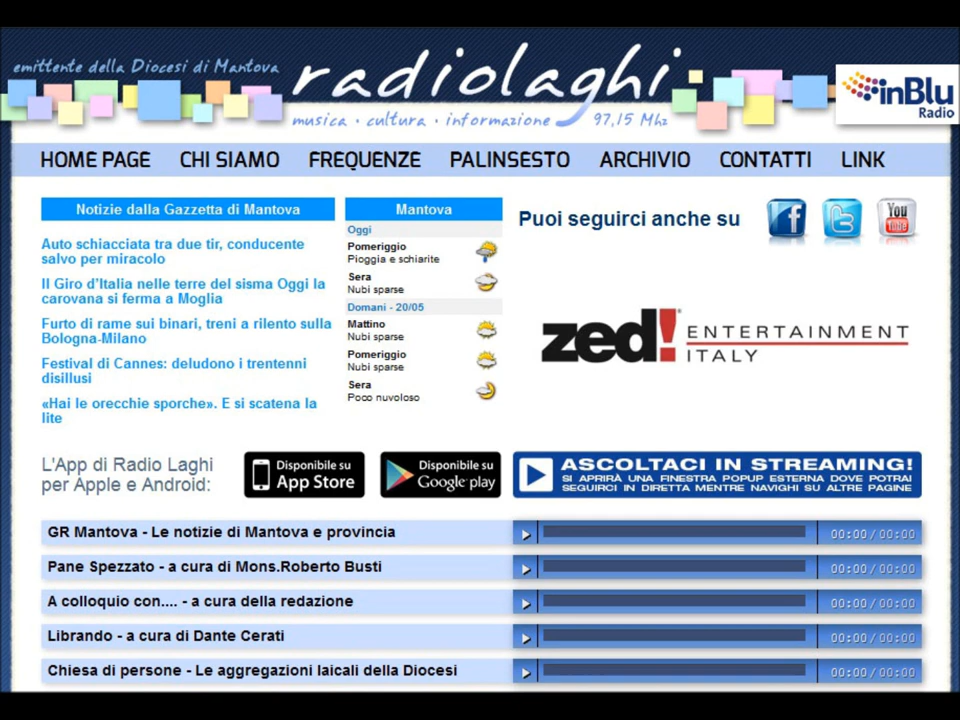 emittente della Diocesi di Mantova
radiolaghi
musica • cultura • informazione 97,15 Mhz
inBlu
Radio
HOME PAGE CHI SIAMO FREQUENZE PALINSESTO ARCHIVIO CONTATTI LINK
Notizie dalla Gazzetta di Mantova
Auto schiacciata tra due tir, conducente
salvo per miracolo
Il Giro d'Italia nelle terre del sisma Oggi la
carovana si ferma a Moglia
Furto di rame sui binari, treni a rilento sulla
Bologna-Milano
Festival di Cannes: deludono i trentenni
disillusi
«Hai le orecchie sporche». E si scatena la
lite
Mantova
Oggi
Pomeriggio
Pioggia e schiarite
Sera
Nubi sparse
Domani - 20/05
Mattino
Nubi sparse
Pomeriggio
Nubi sparse
Sera
Poco nuvoloso
Puoi seguirci anche su
f
t
You
Tube
zed! ENTERTAINMENT
ITALY
L'App di Radio Laghi
per Apple e Android:
Disponibile su
App Store
Disponibile su
Google play
ASCOLTACI IN STREAMING!
SI APRIRÀ UNA FINESTRA POPUP ESTERNA DOVE POTRAI
SEGUIRCI IN DIRETTA MENTRE NAVIGHI SU ALTRE PAGINE
GR Mantova - Le notizie di Mantova e provincia 00:00/00:00
Pane Spezzato - a cura di Mons.Roberto Busti 00:00/00:00
A colloquio con.... - a cura della redazione 00:00/00:00
Librando - a cura di Dante Cerati 00:00/00:00
Chiesa di persone - Le aggregazioni laicali della Diocesi 00:00/00:00